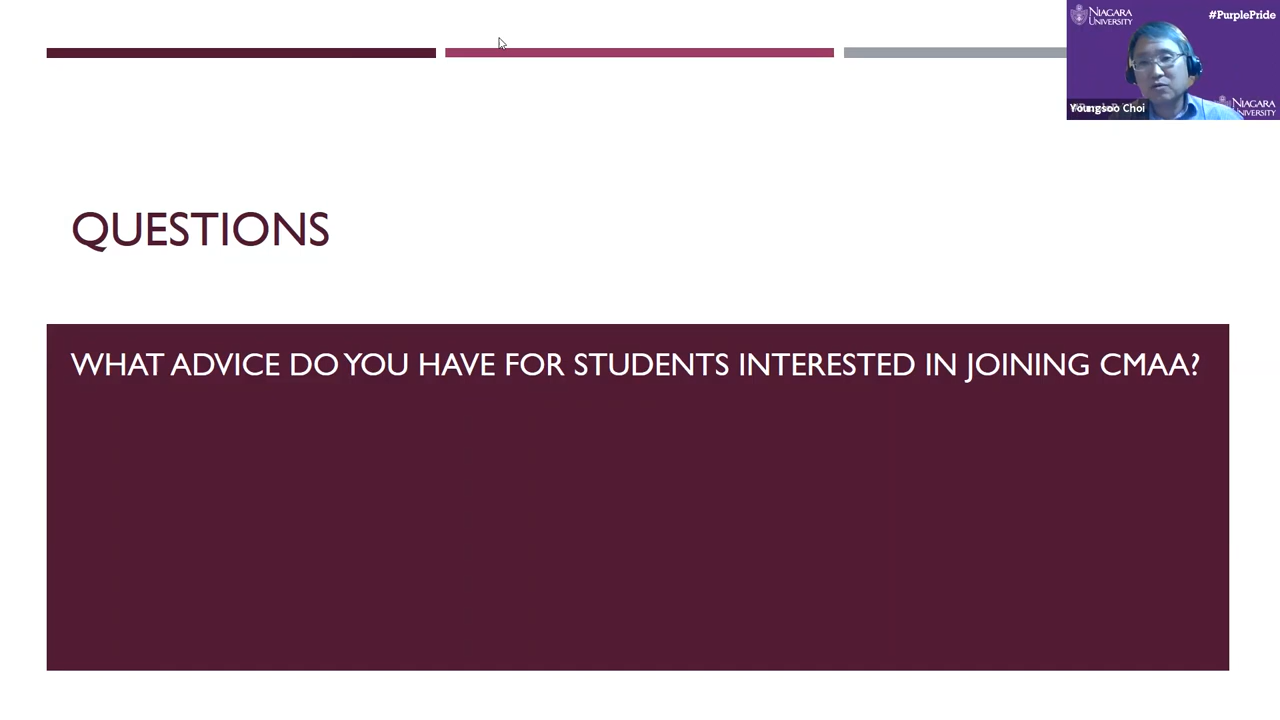 NIAGARA
UNIVERSITY
#PurplePride
Youngsoo Choi
NIAGARA
UNIVERSITY
QUESTIONS
WHAT ADVICE DO YOU HAVE FOR STUDENTS INTERESTED IN JOINING CMAA?